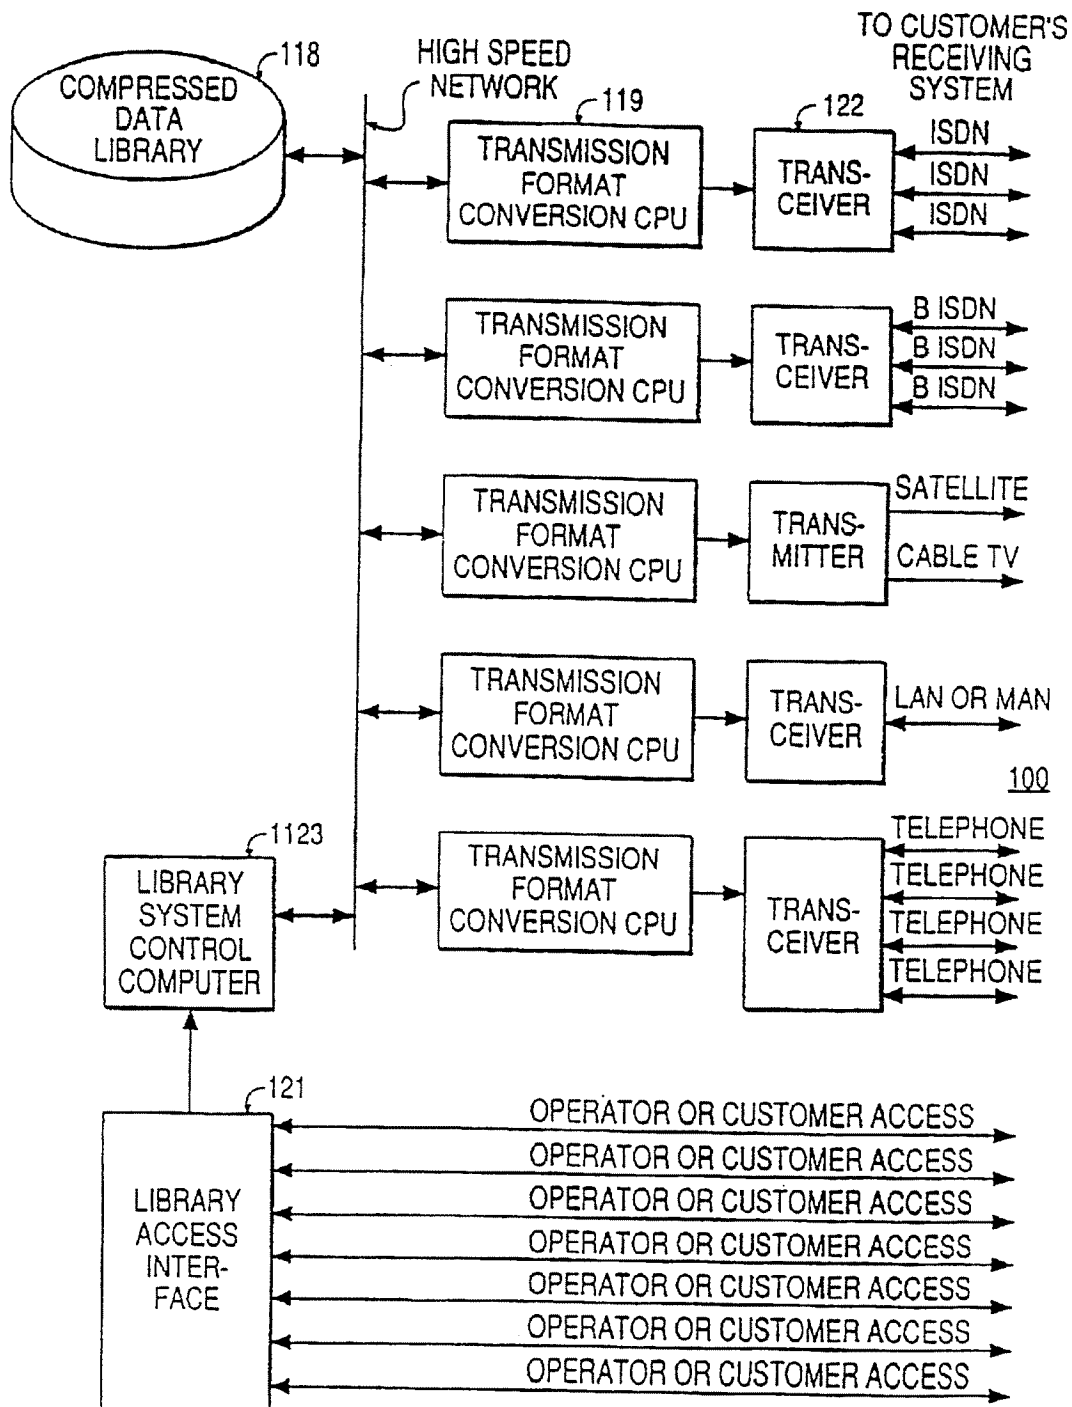 118
COMPRESSED
DATA
LIBRARY
HIGH SPEED
NETWORK
TO CUSTOMER'S
RECEIVING
SYSTEM
119
TRANSMISSION
FORMAT
CONVERSION CPU
122
TRANS-
CEIVER
ISDN
ISDN
ISDN
TRANSMISSION
FORMAT
CONVERSION CPU
TRANS-
CEIVER
B ISDN
B ISDN
B ISDN
TRANSMISSION
FORMAT
CONVERSION CPU
TRANS-
MITTER
SATELLITE
CABLE TV
TRANSMISSION
FORMAT
CONVERSION CPU
TRANS-
CEIVER
LAN OR MAN
100
1123
LIBRARY
SYSTEM
CONTROL
COMPUTER
TRANSMISSION
FORMAT
CONVERSION CPU
TRANS-
CEIVER
TELEPHONE
TELEPHONE
TELEPHONE
TELEPHONE
121
LIBRARY
ACCESS
INTER-
FACE
OPERATOR OR CUSTOMER ACCESS
OPERATOR OR CUSTOMER ACCESS
OPERATOR OR CUSTOMER ACCESS
OPERATOR OR CUSTOMER ACCESS
OPERATOR OR CUSTOMER ACCESS
OPERATOR OR CUSTOMER ACCESS
OPERATOR OR CUSTOMER ACCESS